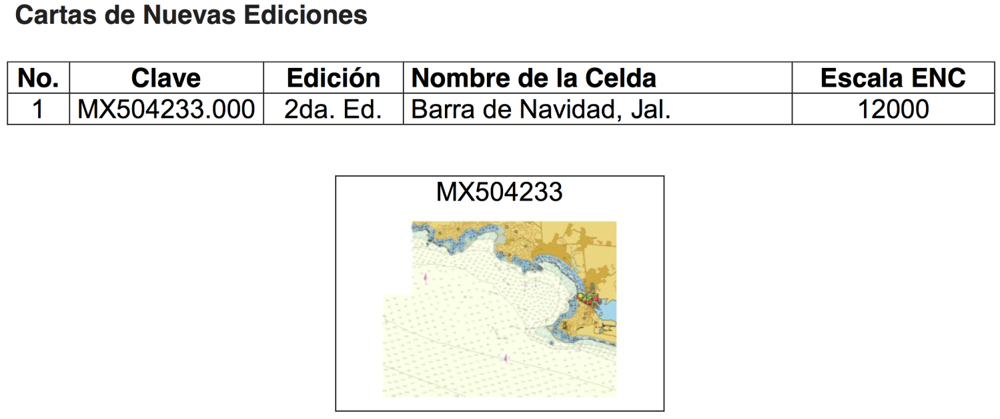 Cartas de Nuevas Ediciones
No. Clave Edición Nombre de la Celda Escala ENC
1 MX504233.000 2da. Ed. Barra de Navidad, Jal. 12000
MX504233